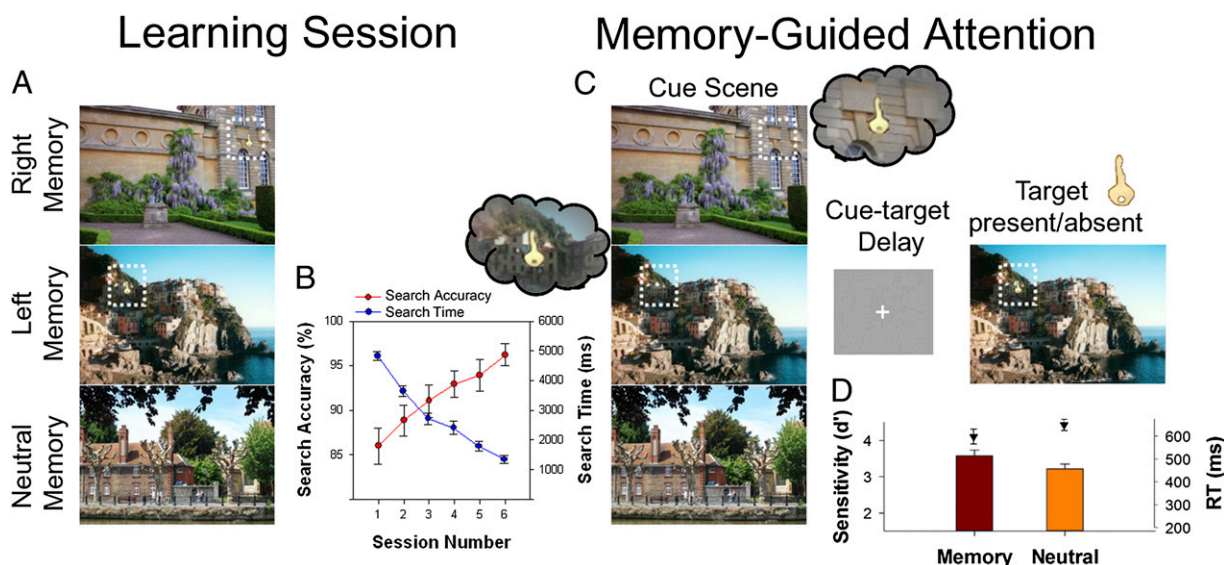 Learning Session
Memory-Guided Attention
A
Right
Memory
Left
Memory
Neutral
Memory
B
Search Accuracy
Search Time
Search Accuracy (%)
100
95
90
85
6000
5000
4000
3000
2000
1000
Search Time (ms)
1 2 3 4 5 6
Session Number
C
Cue Scene
Cue-target
Delay
Target
present/absent
D
Sensitivity (d')
4
3
2
600
500
400
300
200
RT (ms)
Memory Neutral